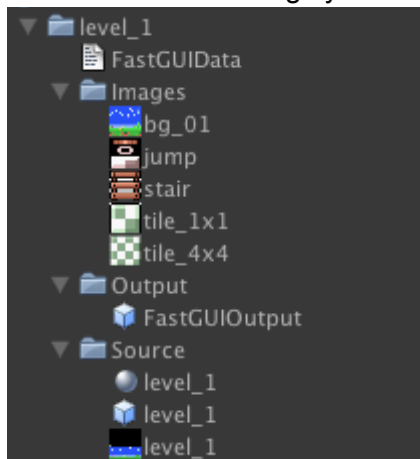 level_1
FastGUIData
Images
bg_01
jump
stair
tile_1x1
tile_4x4
Output
FastGUIOutput
Source
level_1
level_1
level_1